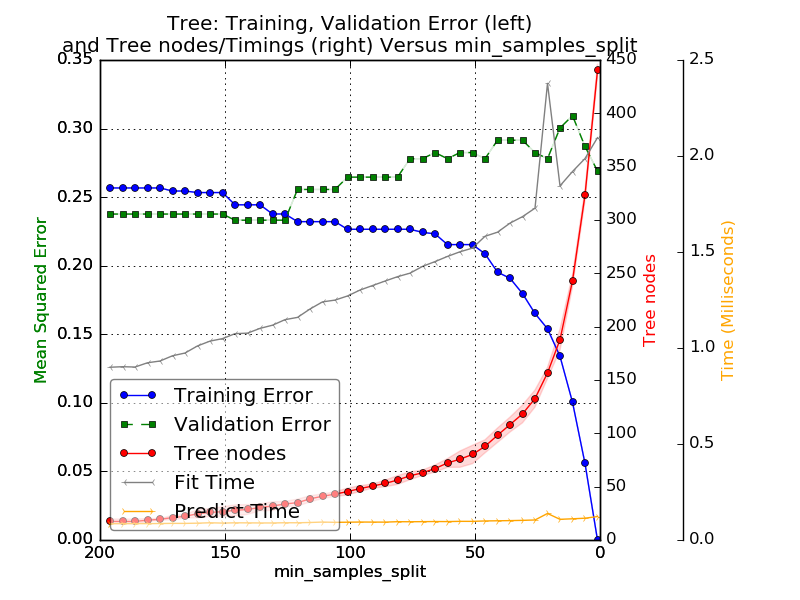 Tree: Training, Validation Error (left)
and Tree nodes/Timings (right) Versus min_samples_split
0.35
0.30
0.25
0.20
0.15
0.10
0.05
0.00
Mean Squared Error
200
150
100
50
0
min_samples_split
Training Error
Validation Error
Tree nodes
Fit Time
Predict Time
450
400
350
300
250
200
150
100
50
0
Tree nodes
2.5
2.0
1.5
1.0
0.5
0.0
Time (Milliseconds)